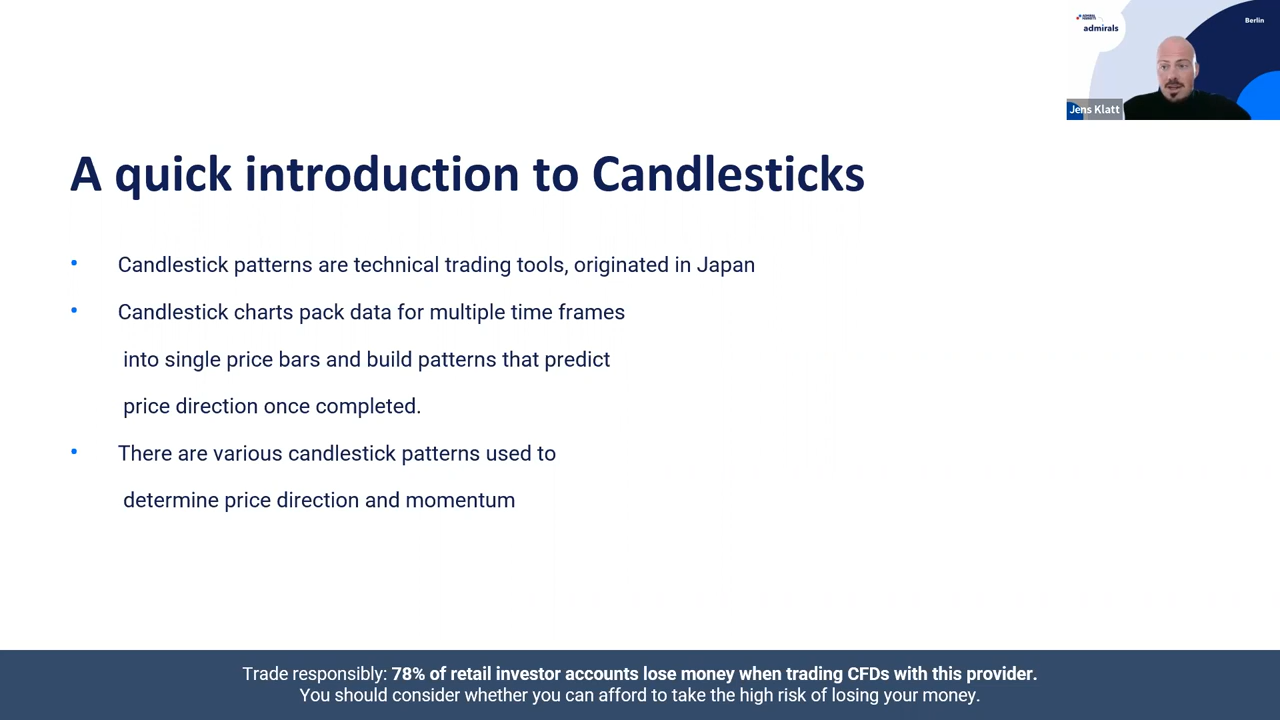 admirals
Berlin
Jens Klatt
A quick introduction to Candlesticks
• Candlestick patterns are technical trading tools, originated in Japan
• Candlestick charts pack data for multiple time frames
into single price bars and build patterns that predict
price direction once completed.
• There are various candlestick patterns used to
determine price direction and momentum
Trade responsibly: 78% of retail investor accounts lose money when trading CFDs with this provider.
You should consider whether you can afford to take the high risk of losing your money.